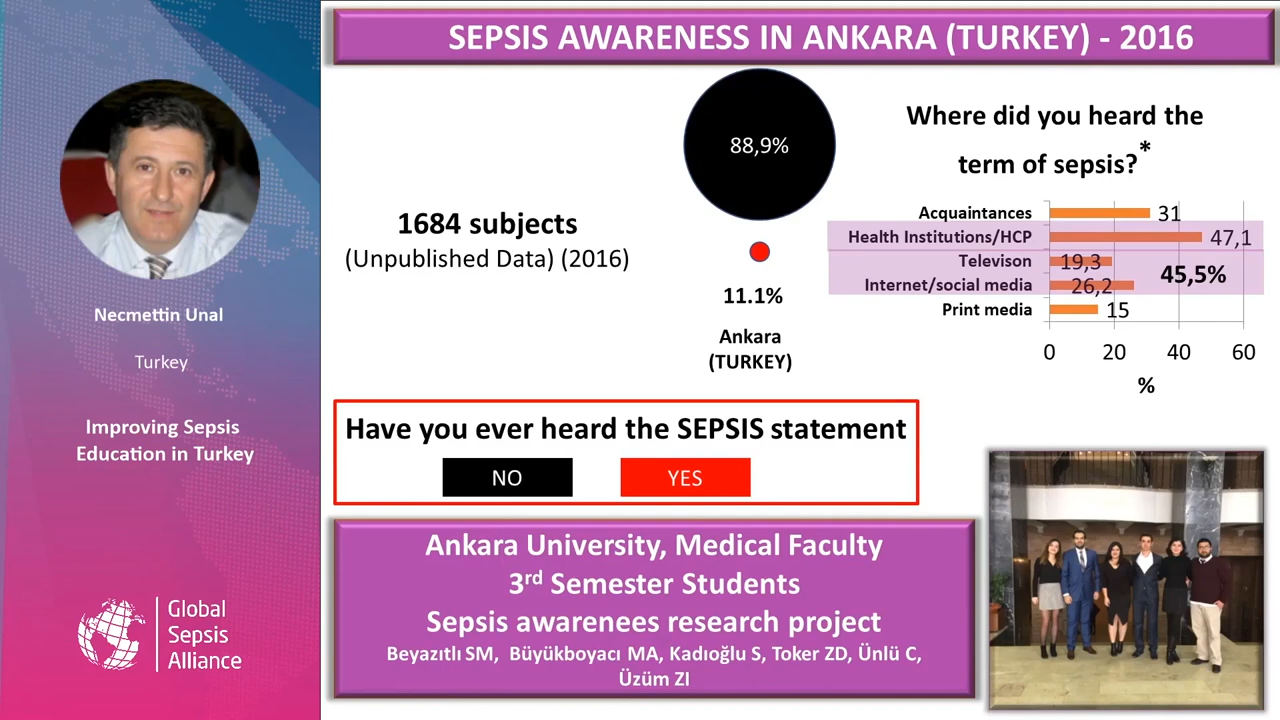 SEPSIS AWARENESS IN ANKARA (TURKEY) - 2016
Necmettin Unal
Turkey
Improving Sepsis
Education in Turkey
Global
Sepsis
Alliance
1684 subjects
(Unpublished Data) (2016)
88,9%
11.1%
Ankara
(TURKEY)
Where did you heard the
term of sepsis?*
Acquaintances 31
Health Institutions/HCP 47,1
Televison 19,3
45,5%
Internet/social media 26,2
Print media 15
0 20 40 60
%
Have you ever heard the SEPSIS statement
NO YES
Ankara University, Medical Faculty
3rd Semester Students
Sepsis awarenees research project
Beyazıtlı SM, Büyükboyacı MA, Kadıoğlu S, Toker ZD, Ünlü C,
Üzüm ZI